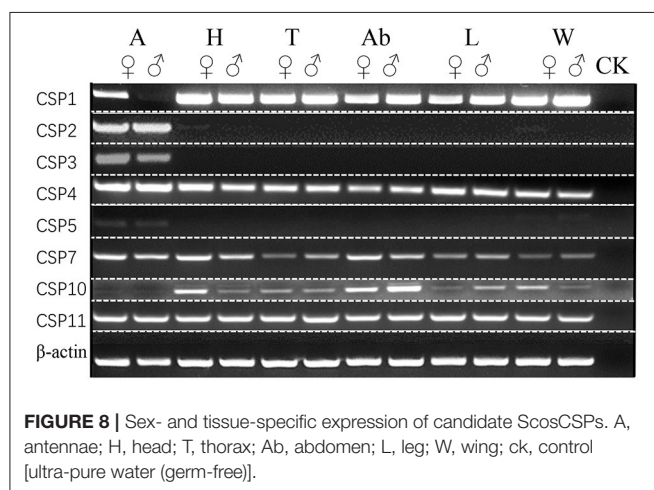 A H T Ab L W
♀ ♂ ♀ ♂ ♀ ♂ ♀ ♂ ♀ ♂ ♀ ♂ CK
CSP1
CSP2
CSP3
CSP4
CSP5
CSP7
CSP10
CSP11
β-actin
FIGURE 8 | Sex- and tissue-specific expression of candidate ScosCSPs. A,
antennae; H, head; T, thorax; Ab, abdomen; L, leg; W, wing; ck, control
[ultra-pure water (germ-free)].